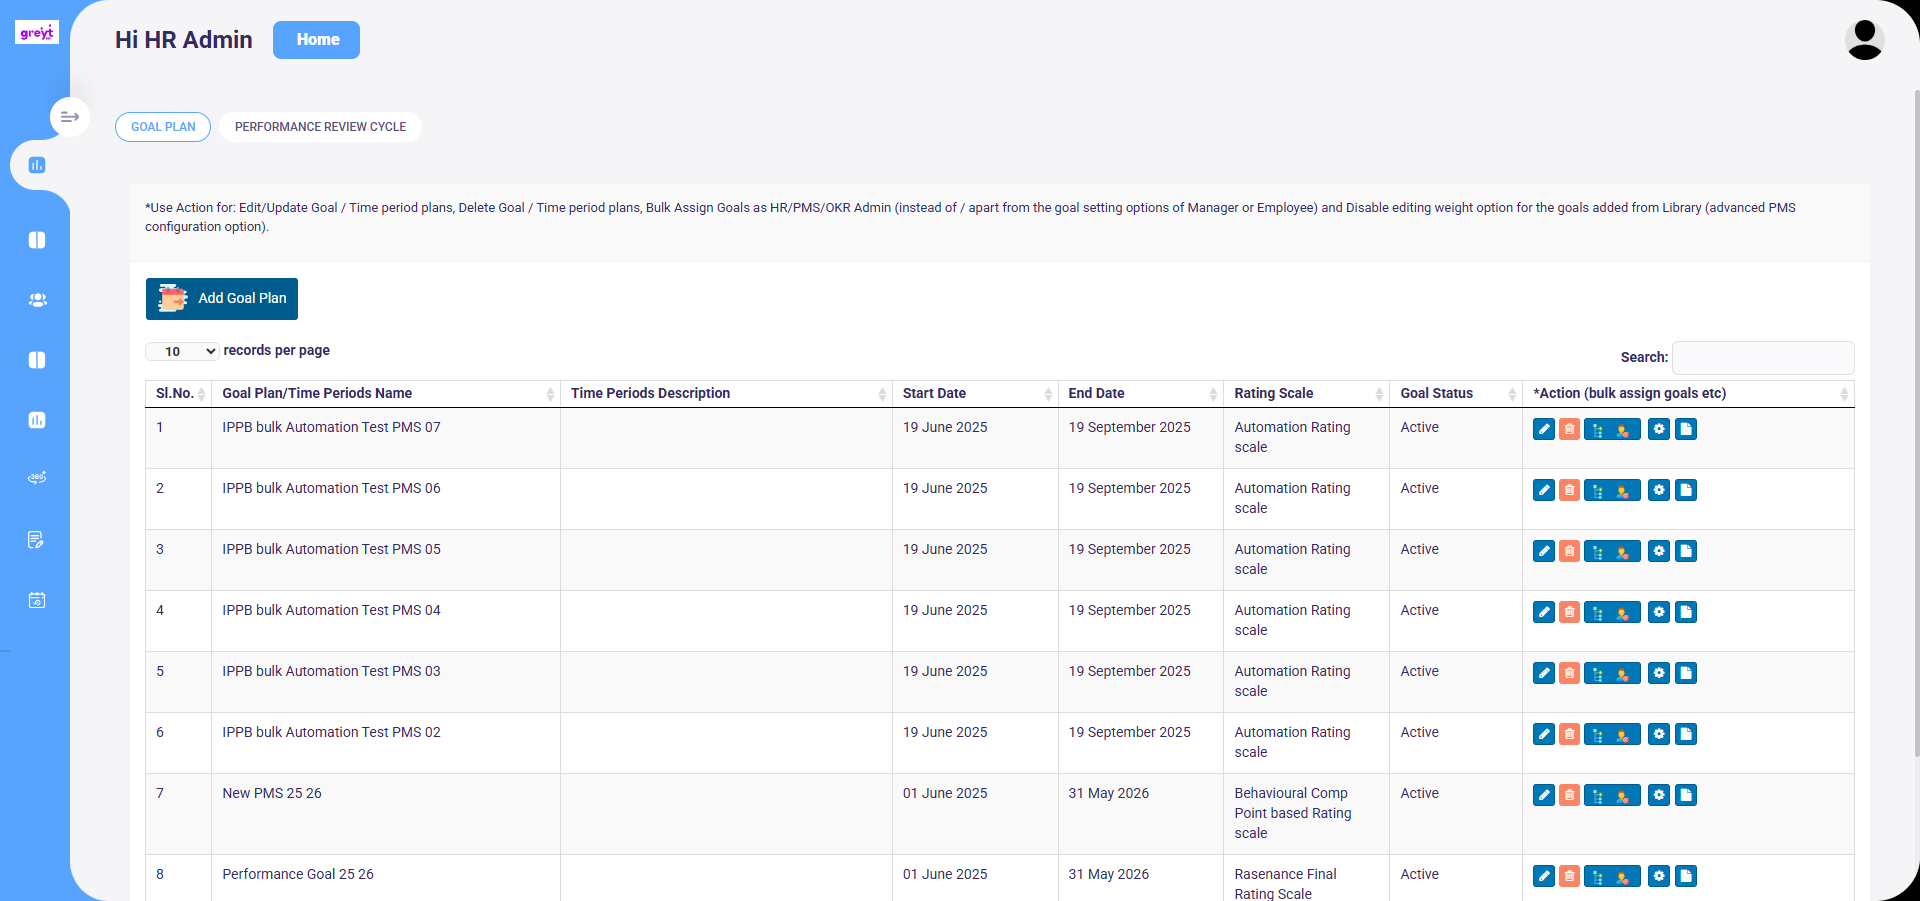 greyt
Hi HR Admin
Home
GOAL PLAN
PERFORMANCE REVIEW CYCLE
*Use Action for: Edit/Update Goal / Time period plans, Delete Goal / Time period plans, Bulk Assign Goals as HR/PMS/OKR Admin (instead of / apart from the goal setting options of Manager or Employee) and Disable editing weight option for the goals added from Library (advanced PMS
configuration option).
Add Goal Plan
10 records per page
Search:
Sl.No. Goal Plan/Time Periods Name Time Periods Description Start Date End Date Rating Scale Goal Status *Action (bulk assign goals etc)
1 IPPB bulk Automation Test PMS 07 19 June 2025 19 September 2025 Automation Rating Active
scale
2 IPPB bulk Automation Test PMS 06 19 June 2025 19 September 2025 Automation Rating Active
scale
3 IPPB bulk Automation Test PMS 05 19 June 2025 19 September 2025 Automation Rating Active
scale
4 IPPB bulk Automation Test PMS 04 19 June 2025 19 September 2025 Automation Rating Active
scale
5 IPPB bulk Automation Test PMS 03 19 June 2025 19 September 2025 Automation Rating Active
scale
360°
6 IPPB bulk Automation Test PMS 02 19 June 2025 19 September 2025 Automation Rating Active
scale
7 New PMS 25 26 01 June 2025 31 May 2026 Behavioural Comp Active
Point based Rating
scale
8 Performance Goal 25 26 01 June 2025 31 May 2026 Rasenance Final Active
Rating Scale